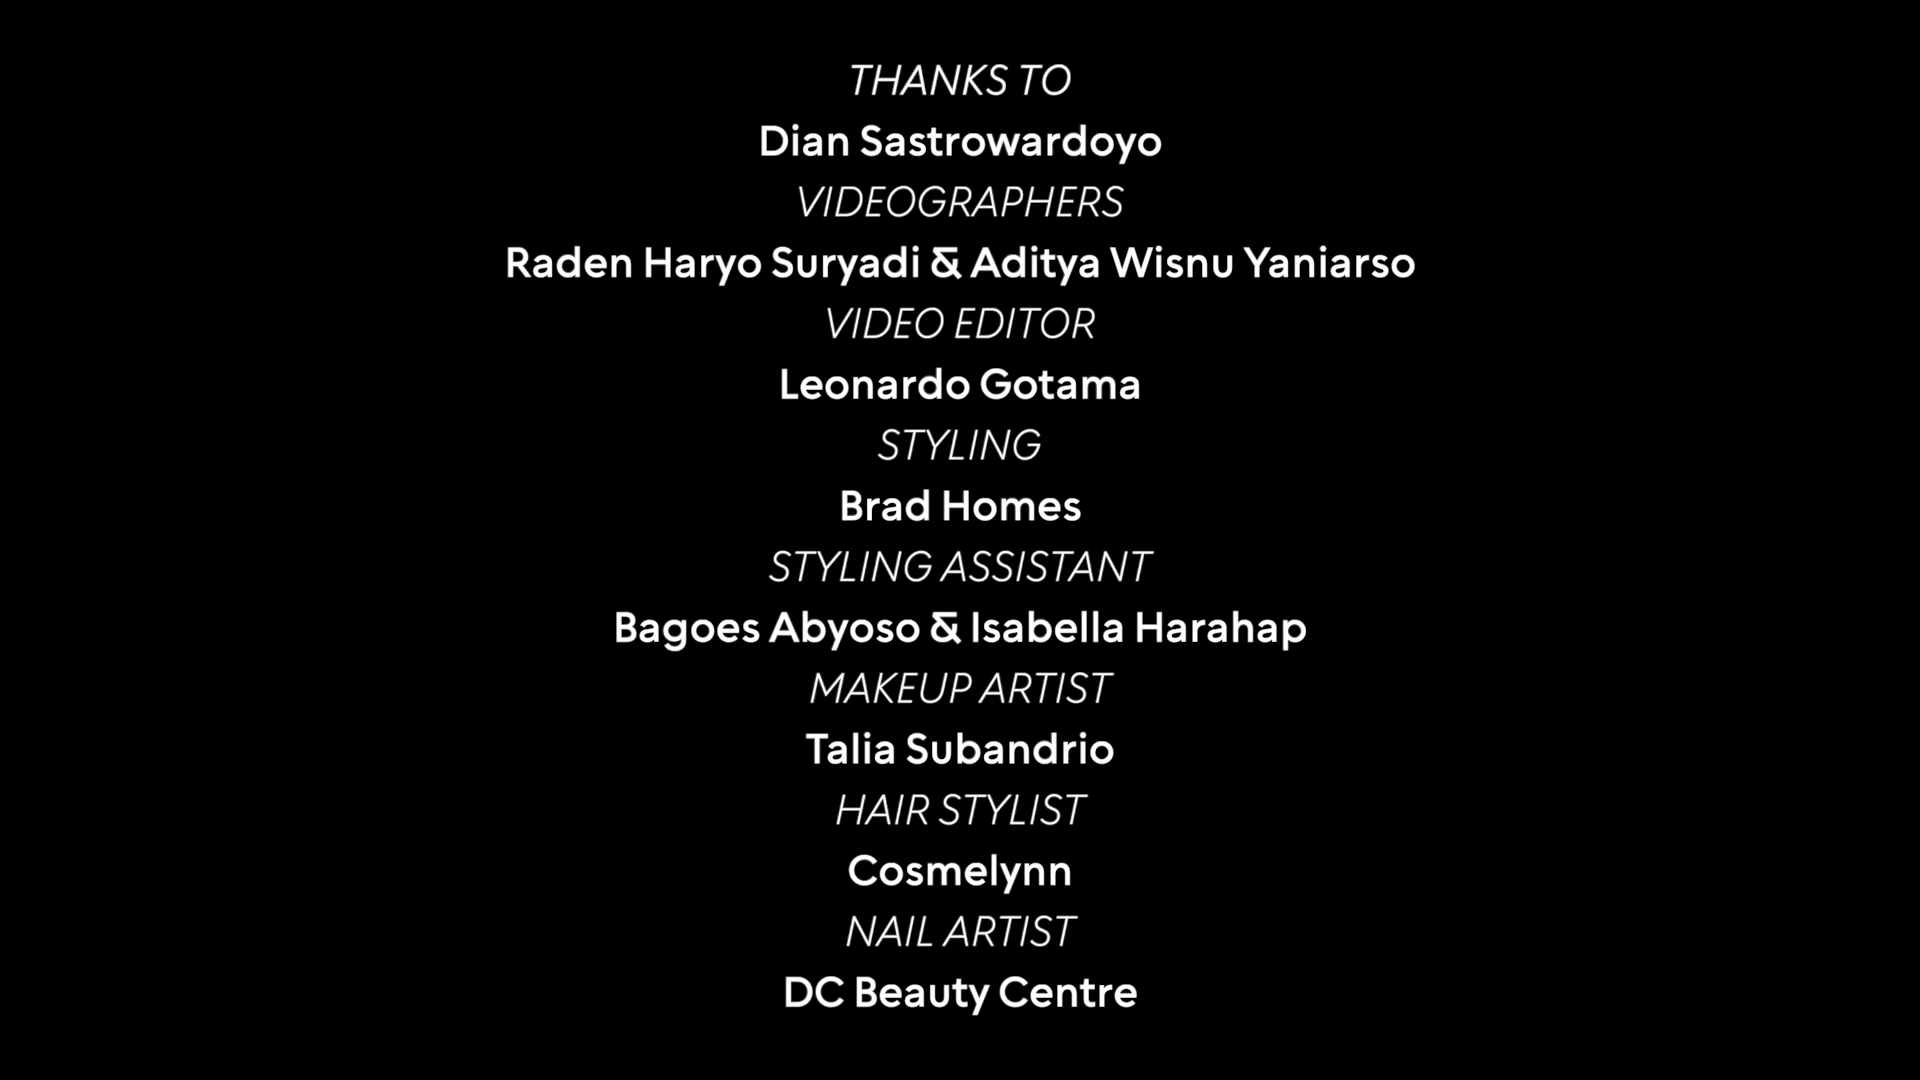 THANKS TO
Dian Sastrowardoyo
VIDEOGRAPHERS
Raden Haryo Suryadi & Aditya Wisnu Yaniarso
VIDEO EDITOR
Leonardo Gotama
STYLING
Brad Homes
STYLING ASSISTANT
Bagoes Abyoso & Isabella Harahap
MAKEUP ARTIST
Talia Subandrio
HAIR STYLIST
Cosmelynn
NAIL ARTIST
DC Beauty Centre